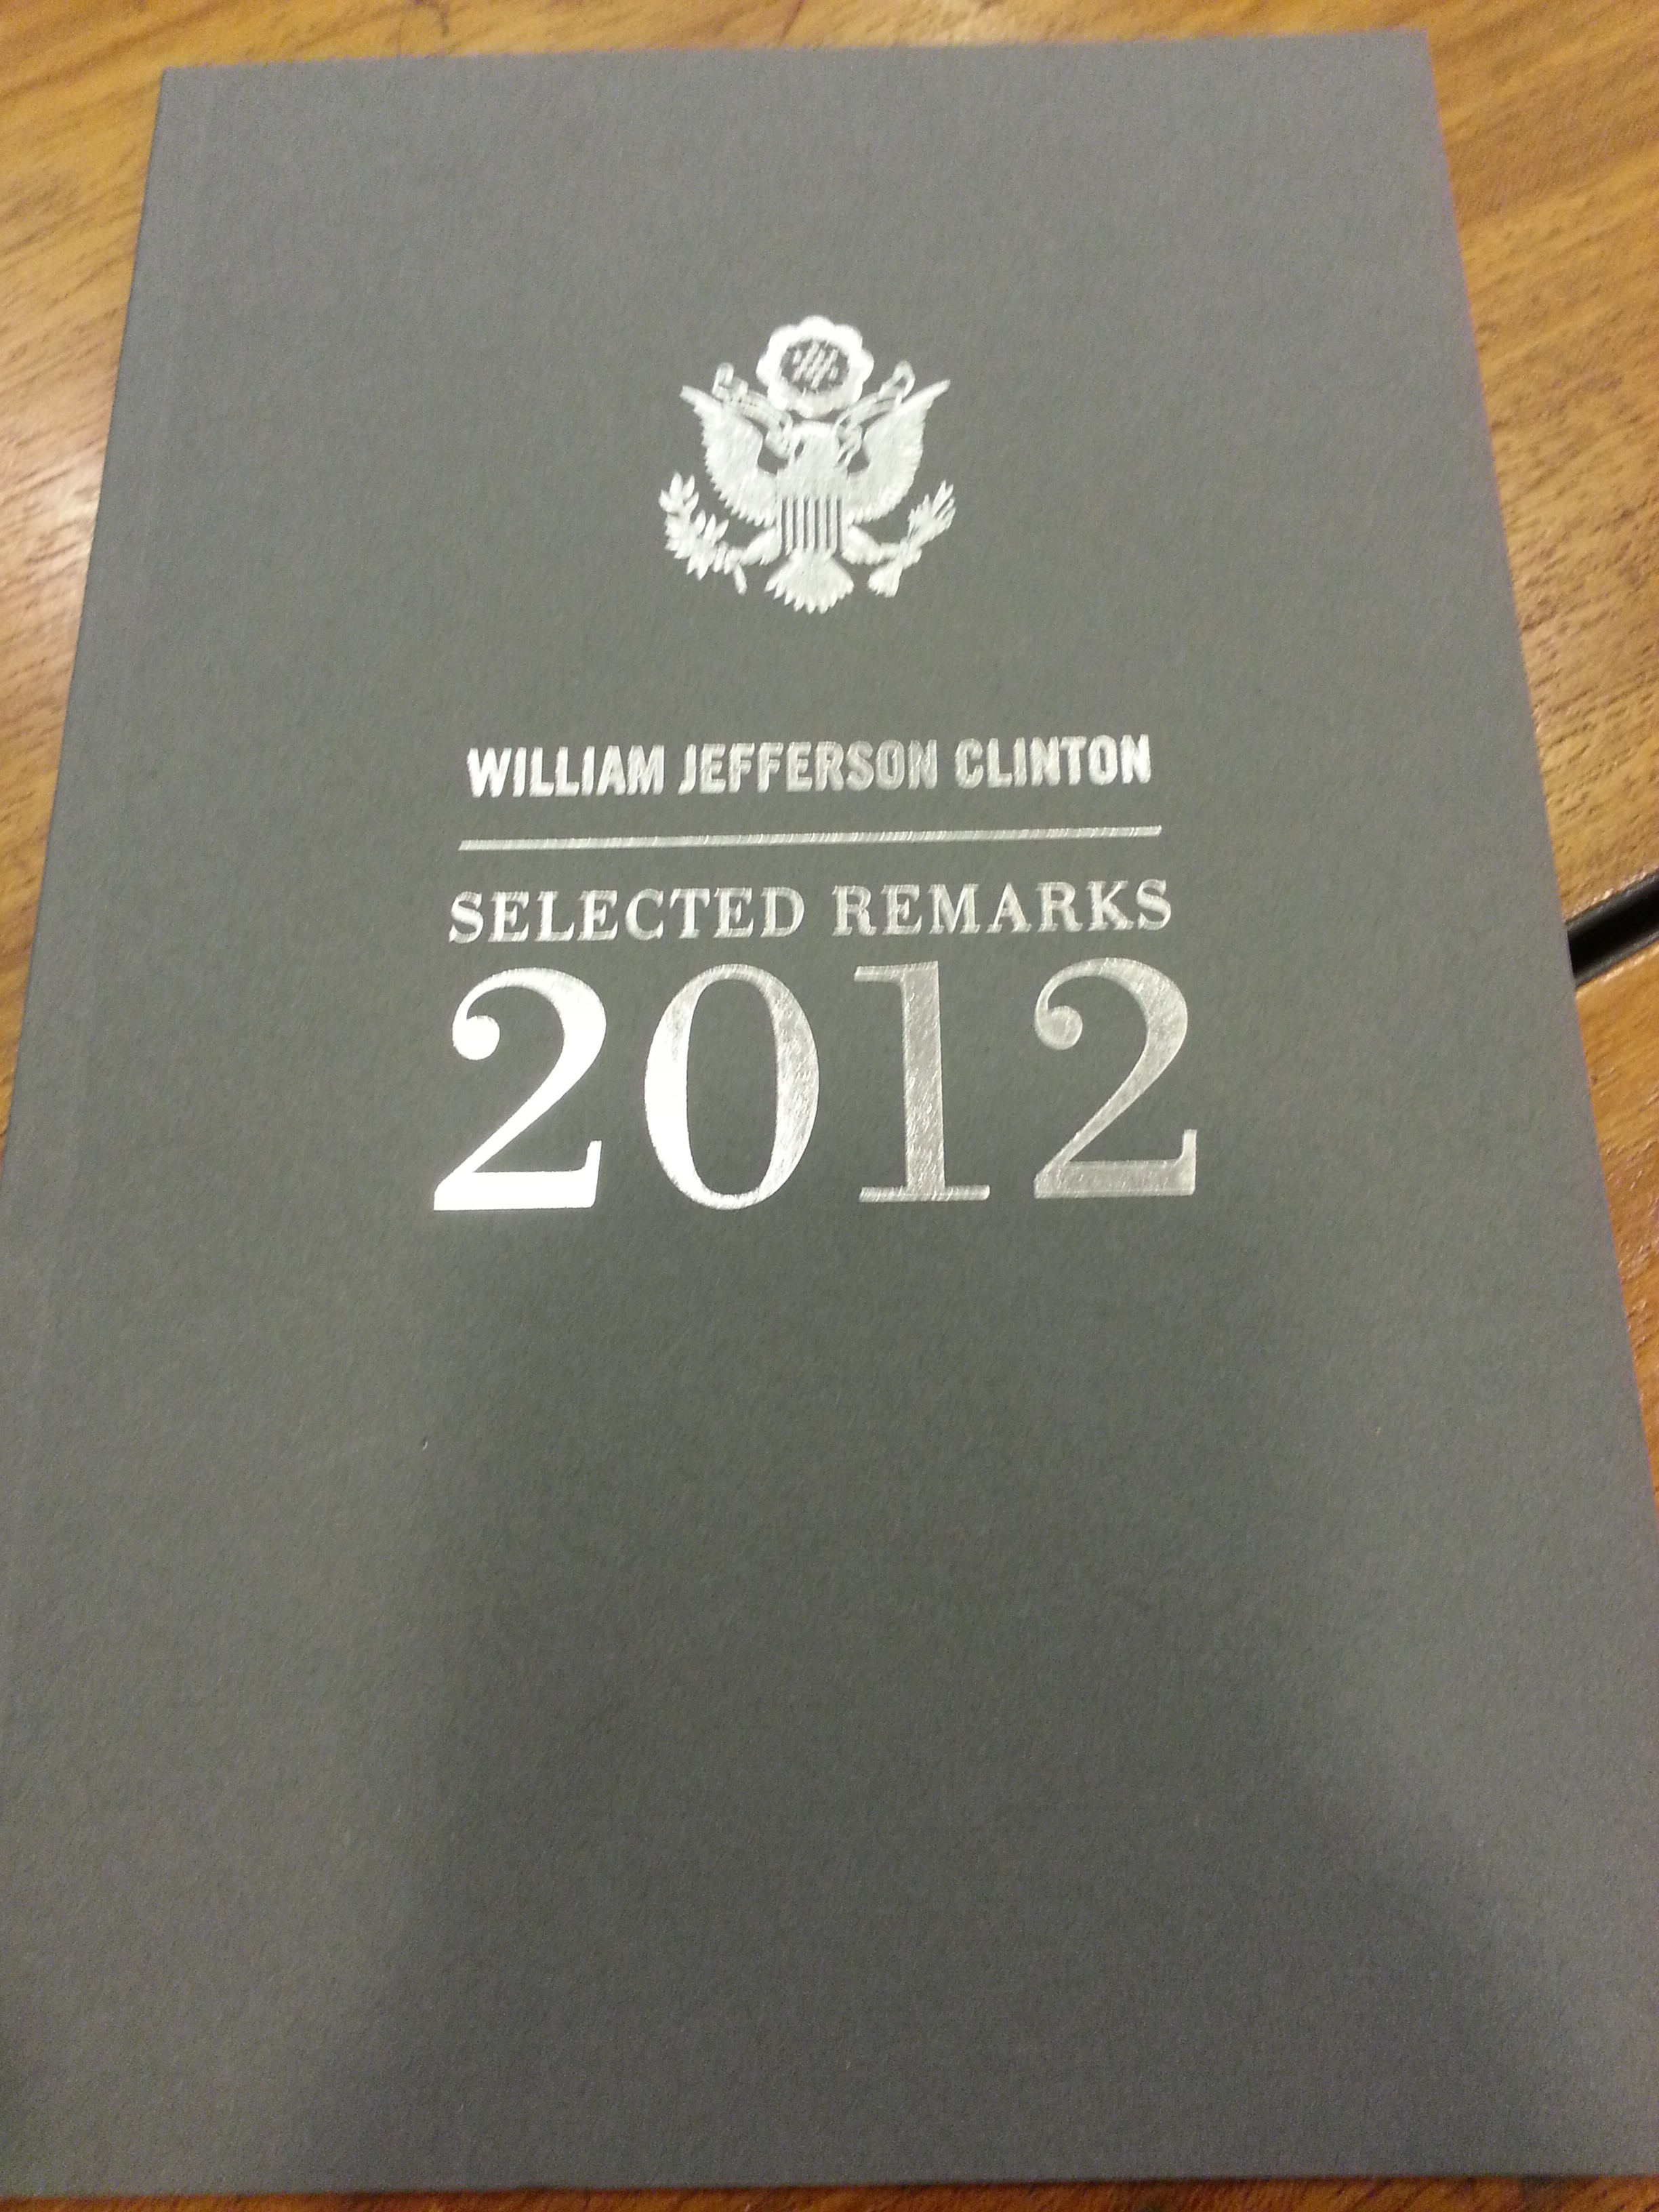 WILLIAM JEFFERSON CLINTON
SELECTED REMARKS
2012